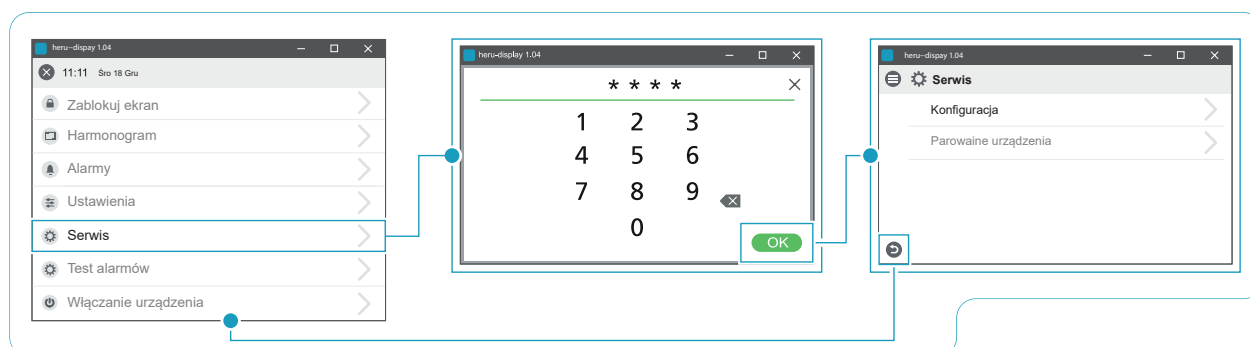 heru-dispay 1.04
11:11 Śro 18 Gru
Zablokuj ekran
Harmonogram
Alarmy
Ustawienia
Serwis
Test alarmów
Włączanie urządzenia
heru-display 1.04
* * * *
1 2 3
4 5 6
7 8 9
0
OK
heru-dispay 1.04
Serwis
Konfiguracja
Parowaine urządzenia